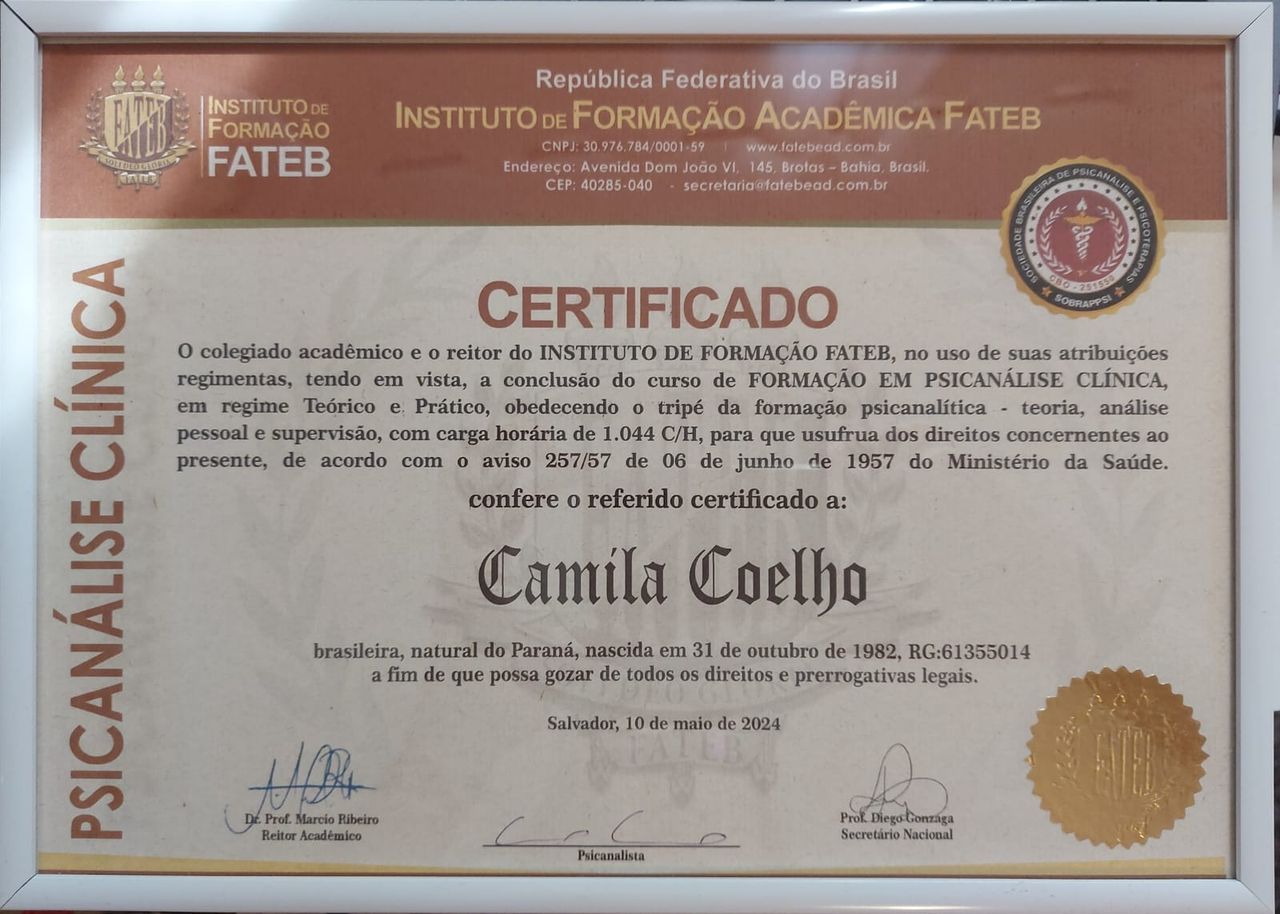 República Federativa do Brasil
INSTITUTO DE FORMAÇÃO ACADÊMICA FATEB
CNPJ: 30.976.784/0001-59 | www.fatebead.com.br
Endereço: Avenida Dom João VI, 145, Brotas – Bahia, Brasil.
CEP: 40285-040 - secretaria@fatebead.com.br
FATEB
SOLI DEO GLORIA
FATEB
INSTITUTO DE
FORMAÇÃO
FATEB
SOCIEDADE BRASILEIRA DE PSICANÁLISE E PSICOTERAPIAS
SOBRAPPSI
PSICANÁLISE CLÍNICA
CERTIFICADO
O colegiado acadêmico e o reitor do INSTITUTO DE FORMAÇÃO FATEB, no uso de suas atribuições
regimentas, tendo em vista, a conclusão do curso de FORMAÇÃO EM PSICANÁLISE CLÍNICA,
em regime Teórico e Prático, obedecendo o tripé da formação psicanalítica - teoria, análise
pessoal e supervisão, com carga horária de 1.044 C/H, para que usufrua dos direitos concernentes ao
presente, de acordo com o aviso 257/57 de 06 de junho de 1957 do Ministério da Saúde.
confere o referido certificado a:
Camila Coelho
brasileira, natural do Paraná, nascida em 31 de outubro de 1982, RG:61355014
a fim de que possa gozar de todos os direitos e prerrogativas legais.
Salvador, 10 de maio de 2024
Dr. Prof. Marcio Ribeiro
Reitor Acadêmico
Psicanalista
Prof. Diego Gonzaga
Secretário Nacional
FATEB